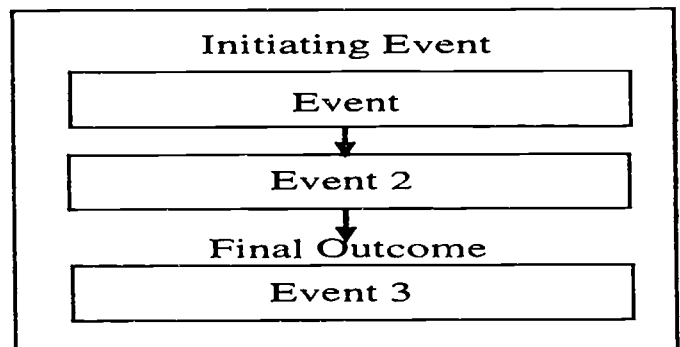 Initiating Event
Event
Event 2
Final Outcome
Event 3